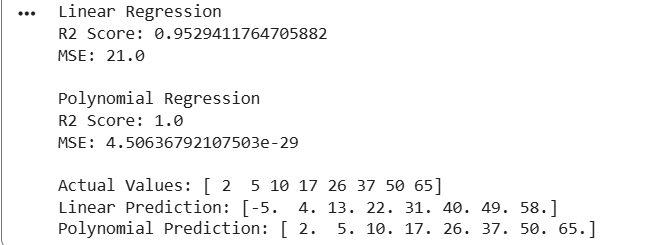 Linear Regression
R2 Score: 0.9529411764705882
MSE: 21.0
Polynomial Regression
R2 Score: 1.0
MSE: 4.50636792107503e-29
Actual Values: [ 2  5 10 17 26 37 50 65]
Linear Prediction: [-5.  4. 13. 22. 31. 40. 49. 58.]
Polynomial Prediction: [ 2.  5. 10. 17. 26. 37. 50. 65.]